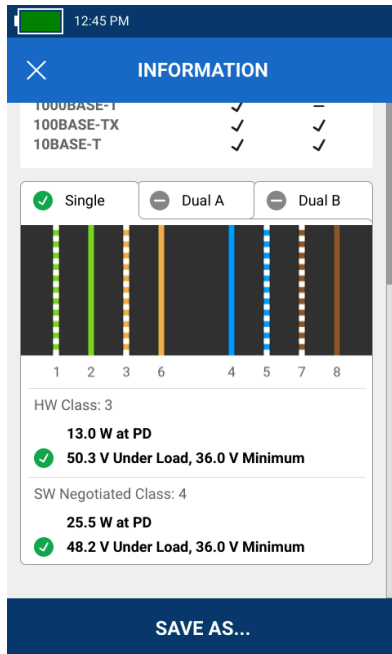 12:45 PM
INFORMATION
1000BASE-T
100BASE-TX
10BASE-T
Single
Dual A
Dual B
1 2 3 6 4 5 7 8
HW Class: 3
13.0 W at PD
50.3 V Under Load, 36.0 V Minimum
SW Negotiated Class: 4
25.5 W at PD
48.2 V Under Load, 36.0 V Minimum
SAVE AS...